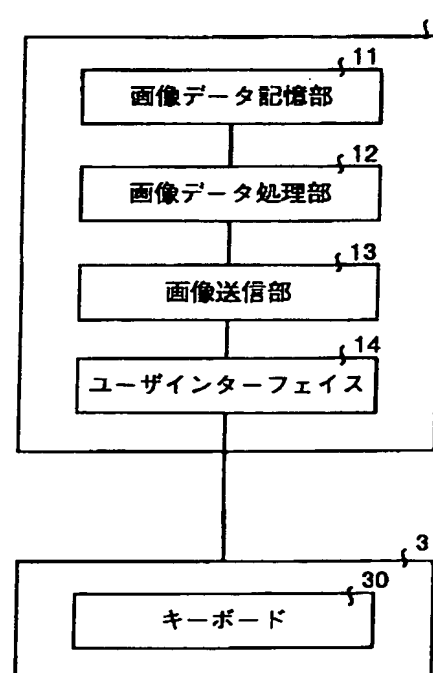 11
画像データ記憶部
12
画像データ処理部
13
画像送信部
14
ユーザインターフェイス
3
30
キーボード